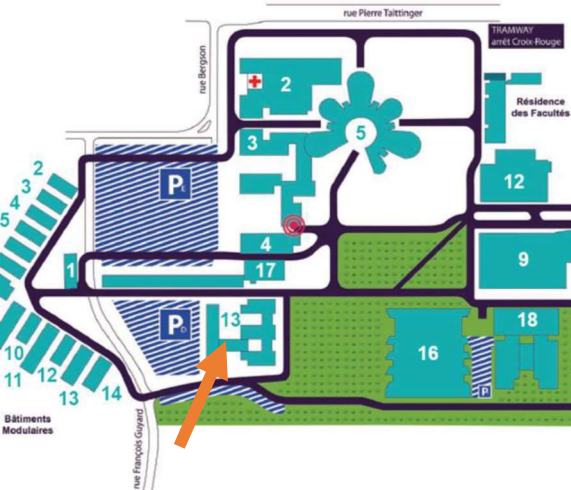 rue Pierre Taittinger
TRAMWAY
arrêt Croix-Rouge
rue Bergson
2
5
Résidence
des Facultés
3
P
12
2
3
4
5
4
17
1
9
P
13
18
16
P
10
11
12
13
14
Bâtiments
Modulaires
rue François Guyard